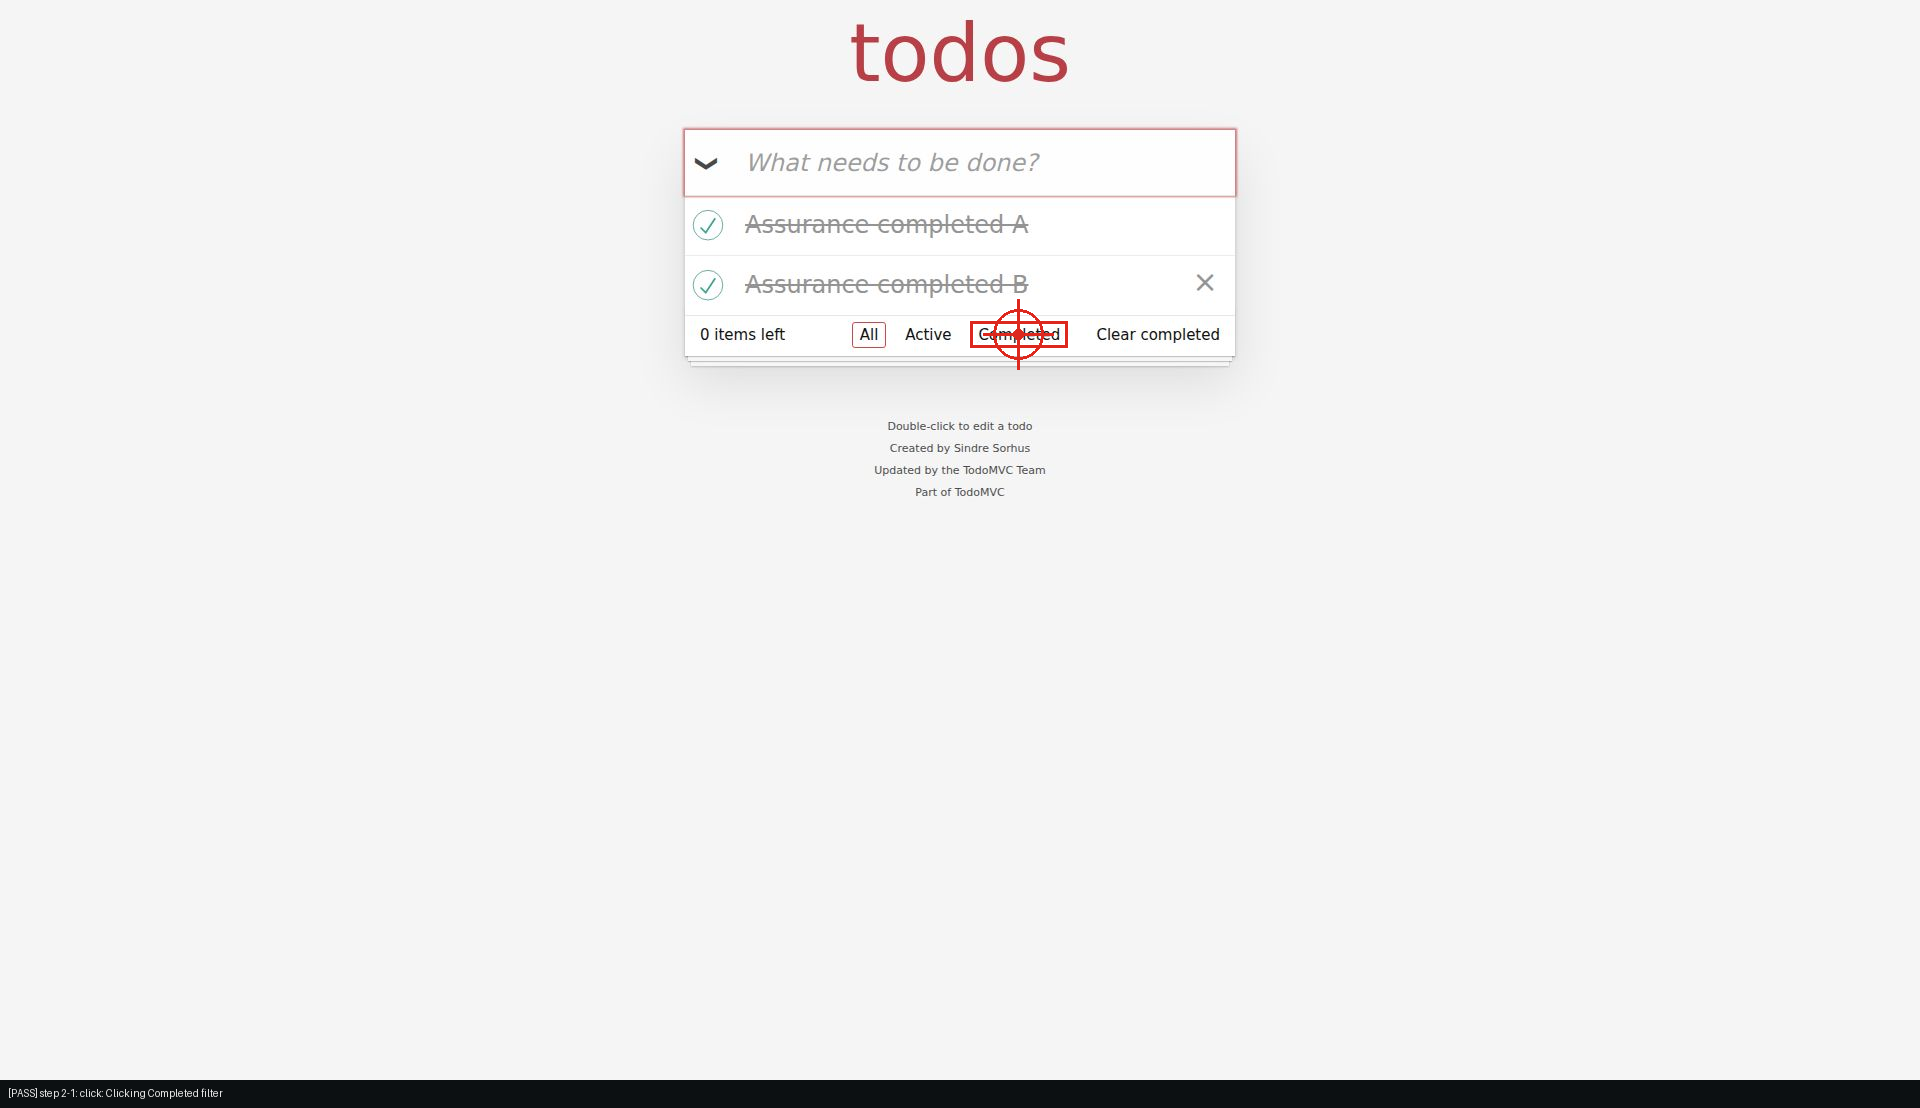 todos
What needs to be done?
Assurance completed A
Assurance completed B
0 items left All Active Completed Clear completed
Double-click to edit a todo
Created by Sindre Sorhus
Updated by the TodoMVC Team
Part of TodoMVC
[PASS] step 2-1: click: Clicking Completed filter